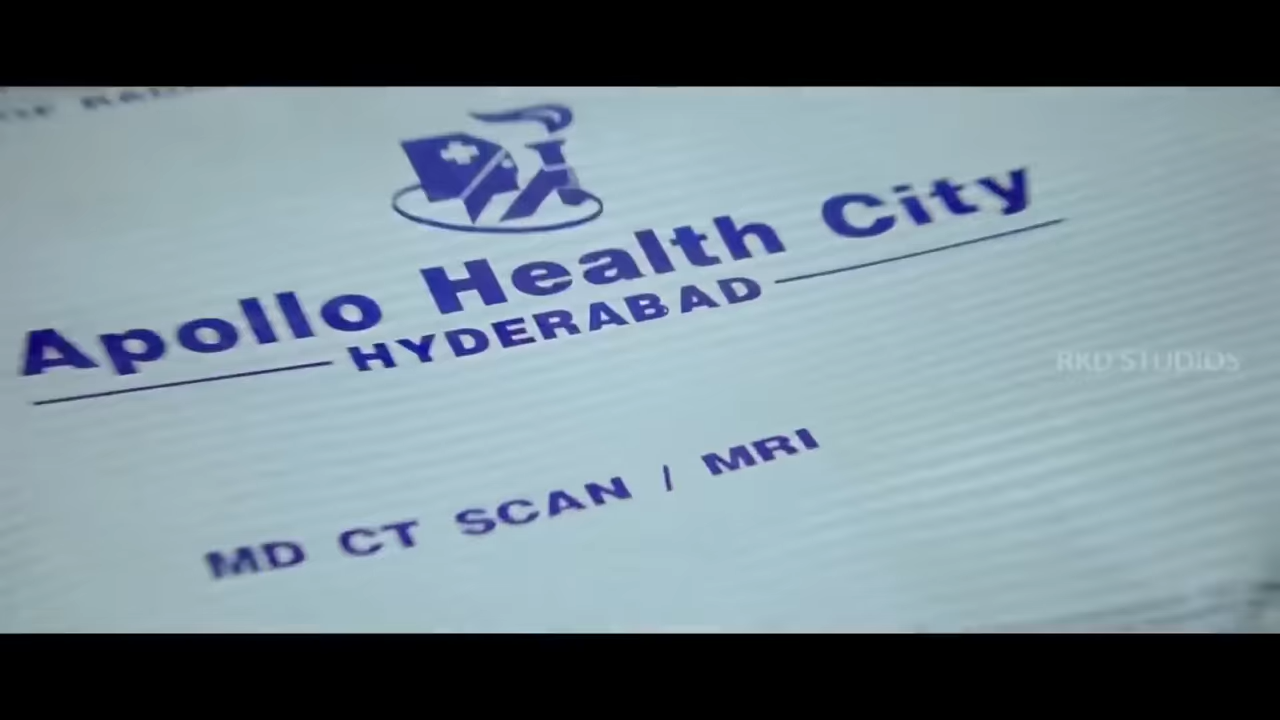 Apollo Health City
HYDERABAD
RKD STUDIOS
MD CT SCAN / MRI